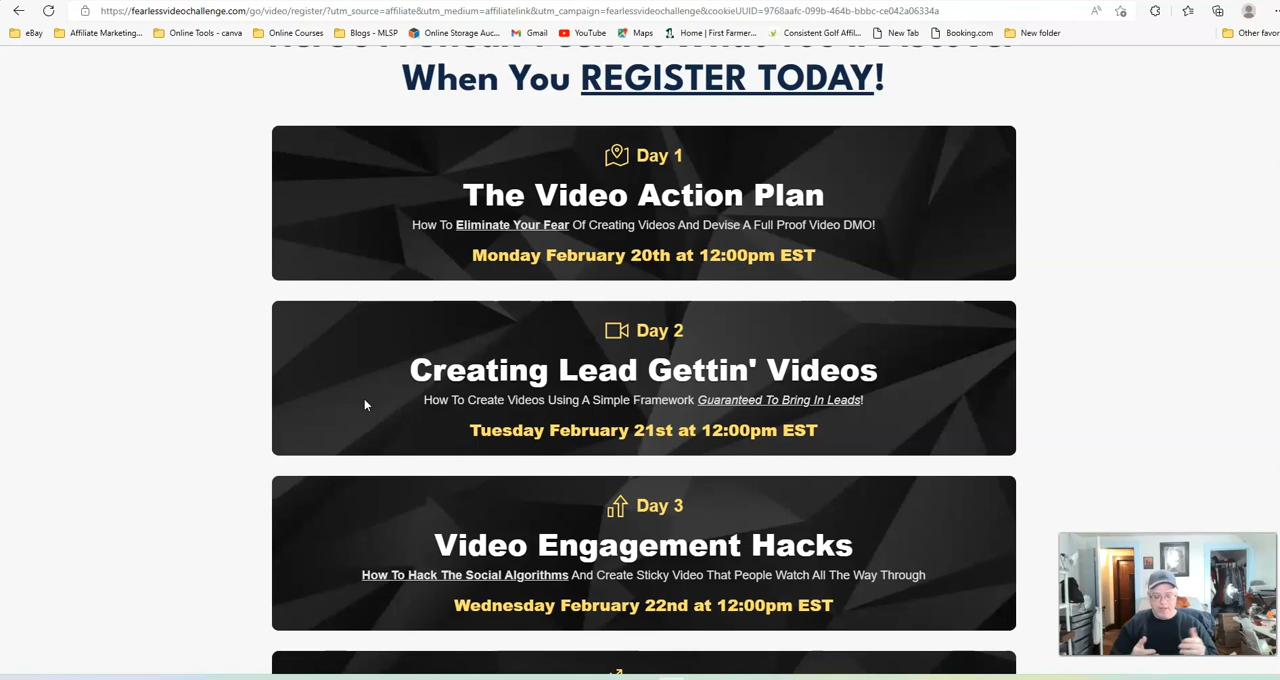 https://fearlessvideochallenge.com/go/video/register/?utm_source=affiliate&utm_medium=affiliatelink&utm_campaign=fearlessvideochallenge&cookieUUID=9768aafc-099b-464b-bbbc-ce042a06334a
eBay Affiliate Marketing... Online Tools - canva Online Courses Blogs - MLSP Online Storage Auc... Gmail YouTube Maps Home | First Farmer... Consistent Golf Affil... New Tab Booking.com New folder Other favor
When You REGISTER TODAY!
Day 1
The Video Action Plan
How To Eliminate Your Fear Of Creating Videos And Devise A Full Proof Video DMO!
Monday February 20th at 12:00pm EST
Day 2
Creating Lead Gettin' Videos
How To Create Videos Using A Simple Framework Guaranteed To Bring In Leads!
Tuesday February 21st at 12:00pm EST
Day 3
Video Engagement Hacks
How To Hack The Social Algorithms And Create Sticky Video That People Watch All The Way Through
Wednesday February 22nd at 12:00pm EST